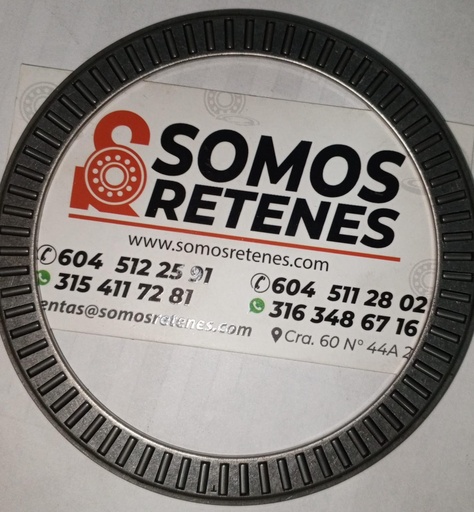 SOMOS
RETENES
www.somosretenes.com
604 512 25 91
604 511 28 02
315 411 72 81
316 348 67 16
entas@somosretenes.com
Cra. 60 N° 44A 2